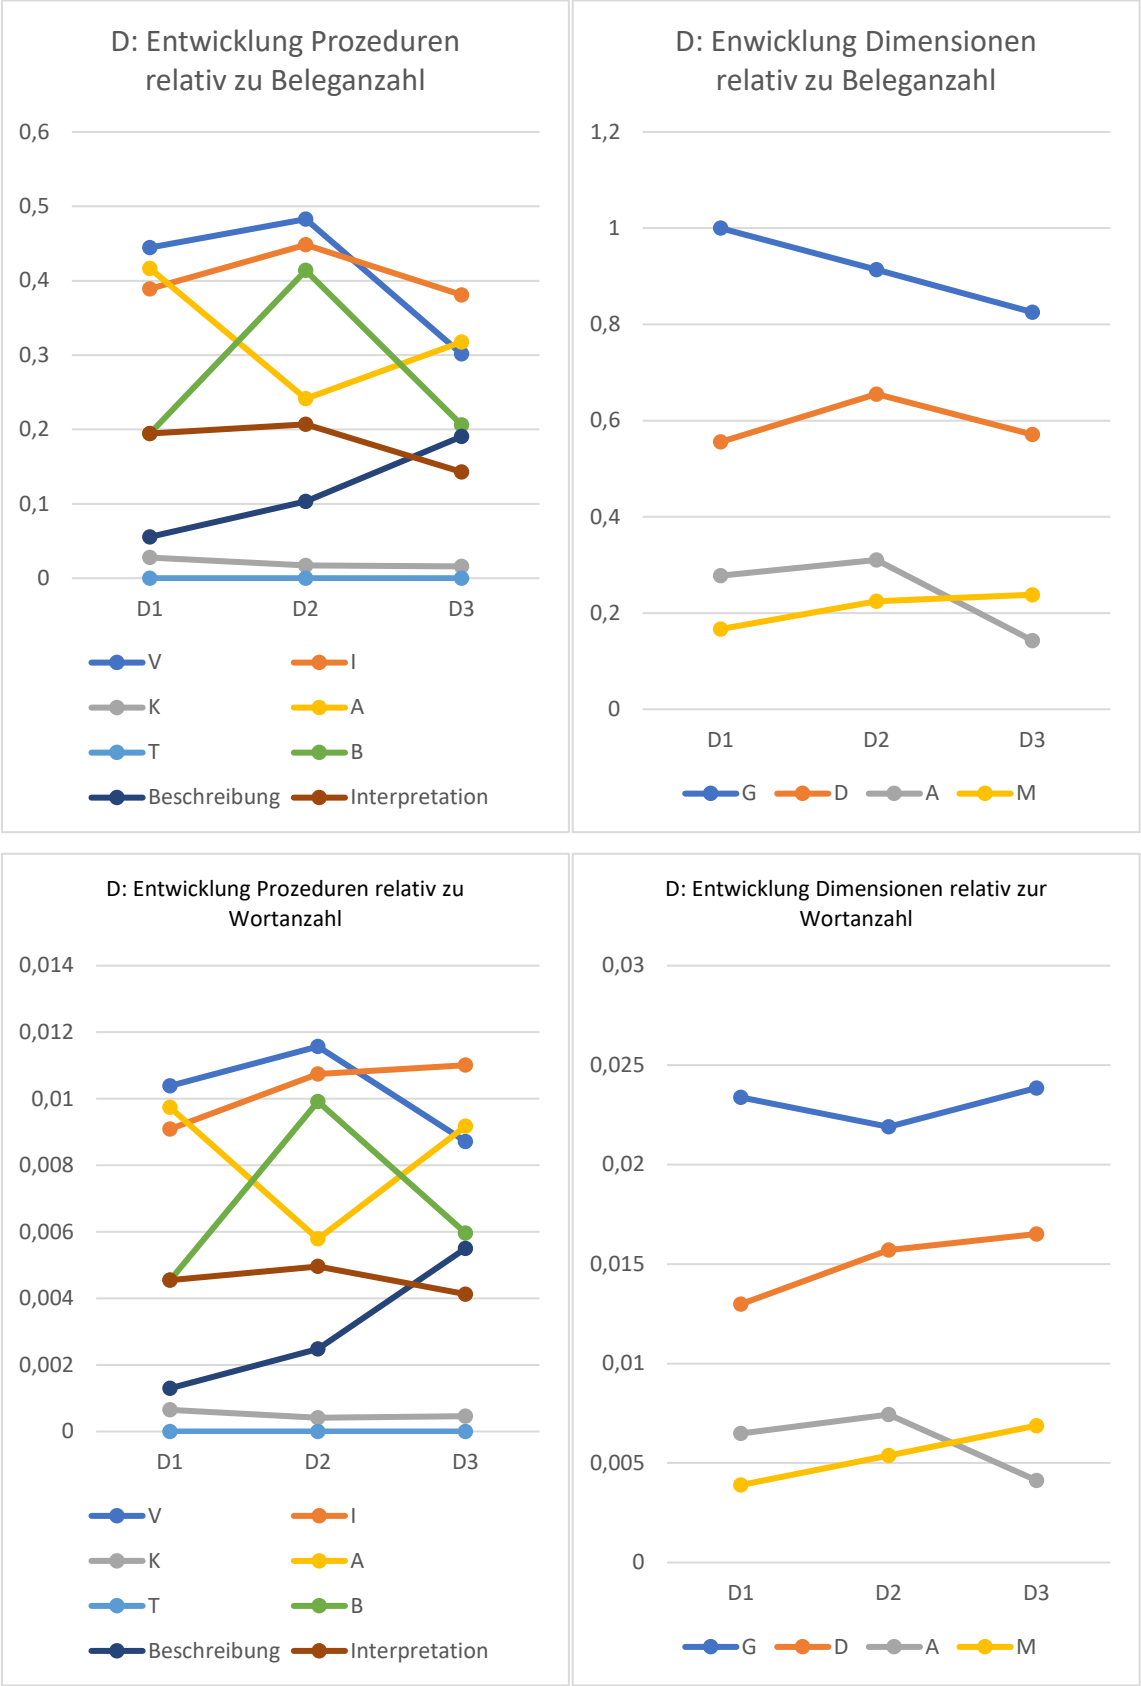 D: Entwicklung Prozeduren
relativ zu Beleganzahl
0,6
0,5
0,4
0,3
0,2
0,1
0
D1 D2 D3
V I
K A
T B
Beschreibung Interpretation
D: Enwicklung Dimensionen
relativ zu Beleganzahl
1,2
1
0,8
0,6
0,4
0,2
0
D1 D2 D3
G D A M
D: Entwicklung Prozeduren relativ zu
Wortanzahl
0,014
0,012
0,01
0,008
0,006
0,004
0,002
0
D1 D2 D3
V I
K A
T B
Beschreibung Interpretation
D: Entwicklung Dimensionen relativ zur
Wortanzahl
0,03
0,025
0,02
0,015
0,01
0,005
0
D1 D2 D3
G D A M